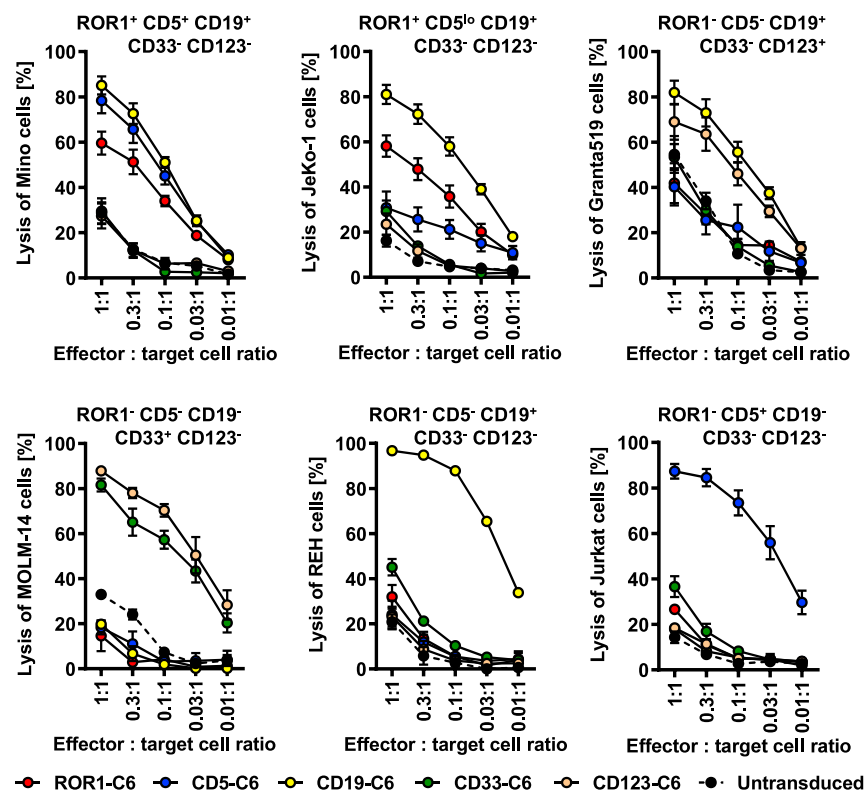 ROR1⁺ CD5⁺ CD19⁺
CD33⁻ CD123⁻
Lysis of Mino cells [%]
100
80
60
40
20
0
1:1
0.3:1
0.1:1
0.03:1
0.01:1
Effector : target cell ratio
ROR1⁺ CD5ˡᵒ CD19⁺
CD33⁻ CD123⁻
Lysis of JeKo-1 cells [%]
100
80
60
40
20
0
1:1
0.3:1
0.1:1
0.03:1
0.01:1
Effector : target cell ratio
ROR1⁻ CD5⁻ CD19⁺
CD33⁻ CD123⁺
Lysis of Granta519 cells [%]
100
80
60
40
20
0
1:1
0.3:1
0.1:1
0.03:1
0.01:1
Effector : target cell ratio
ROR1⁻ CD5⁻ CD19⁻
CD33⁺ CD123⁻
Lysis of MOLM-14 cells [%]
100
80
60
40
20
0
1:1
0.3:1
0.1:1
0.03:1
0.01:1
Effector : target cell ratio
ROR1⁻ CD5⁻ CD19⁺
CD33⁻ CD123⁻
Lysis of REH cells [%]
100
80
60
40
20
0
1:1
0.3:1
0.1:1
0.03:1
0.01:1
Effector : target cell ratio
ROR1⁻ CD5⁺ CD19⁻
CD33⁻ CD123⁻
Lysis of Jurkat cells [%]
100
80
60
40
20
0
1:1
0.3:1
0.1:1
0.03:1
0.01:1
Effector : target cell ratio
ROR1-C6 CD5-C6 CD19-C6 CD33-C6 CD123-C6 Untransduced